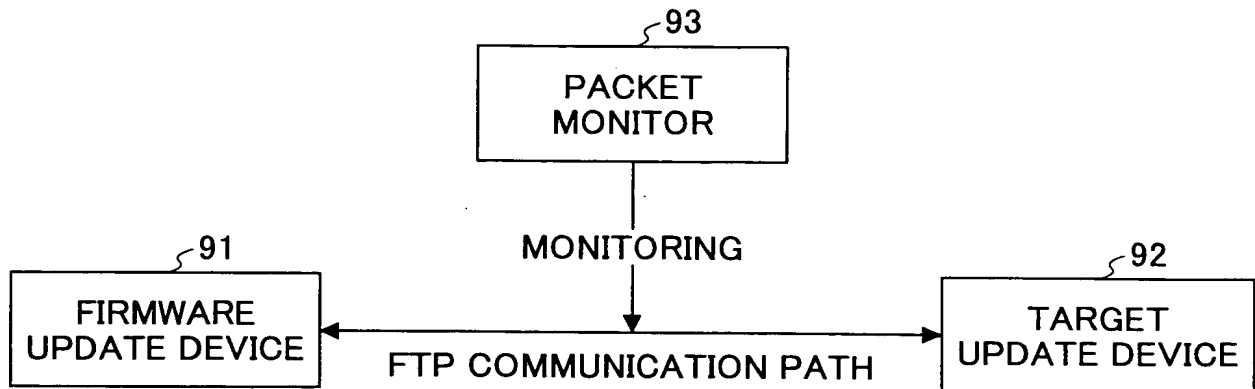 93
PACKET
MONITOR
MONITORING
91
FIRMWARE
UPDATE DEVICE
92
TARGET
UPDATE DEVICE
FTP COMMUNICATION PATH